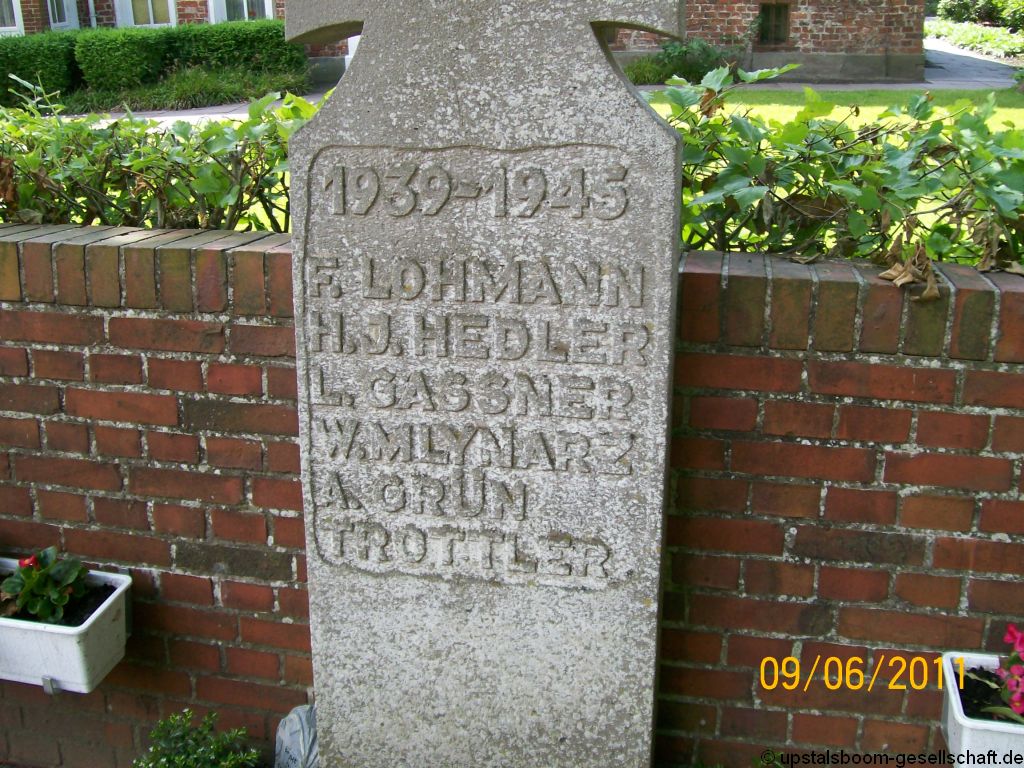 1939-1945
F. LOHMANN
H.J. HEDLER
L. GASSNER
W. MLYNARZ
A. GRÜN
TROTTLER
09/06/2011
© upstalsboom-gesellschaft.de